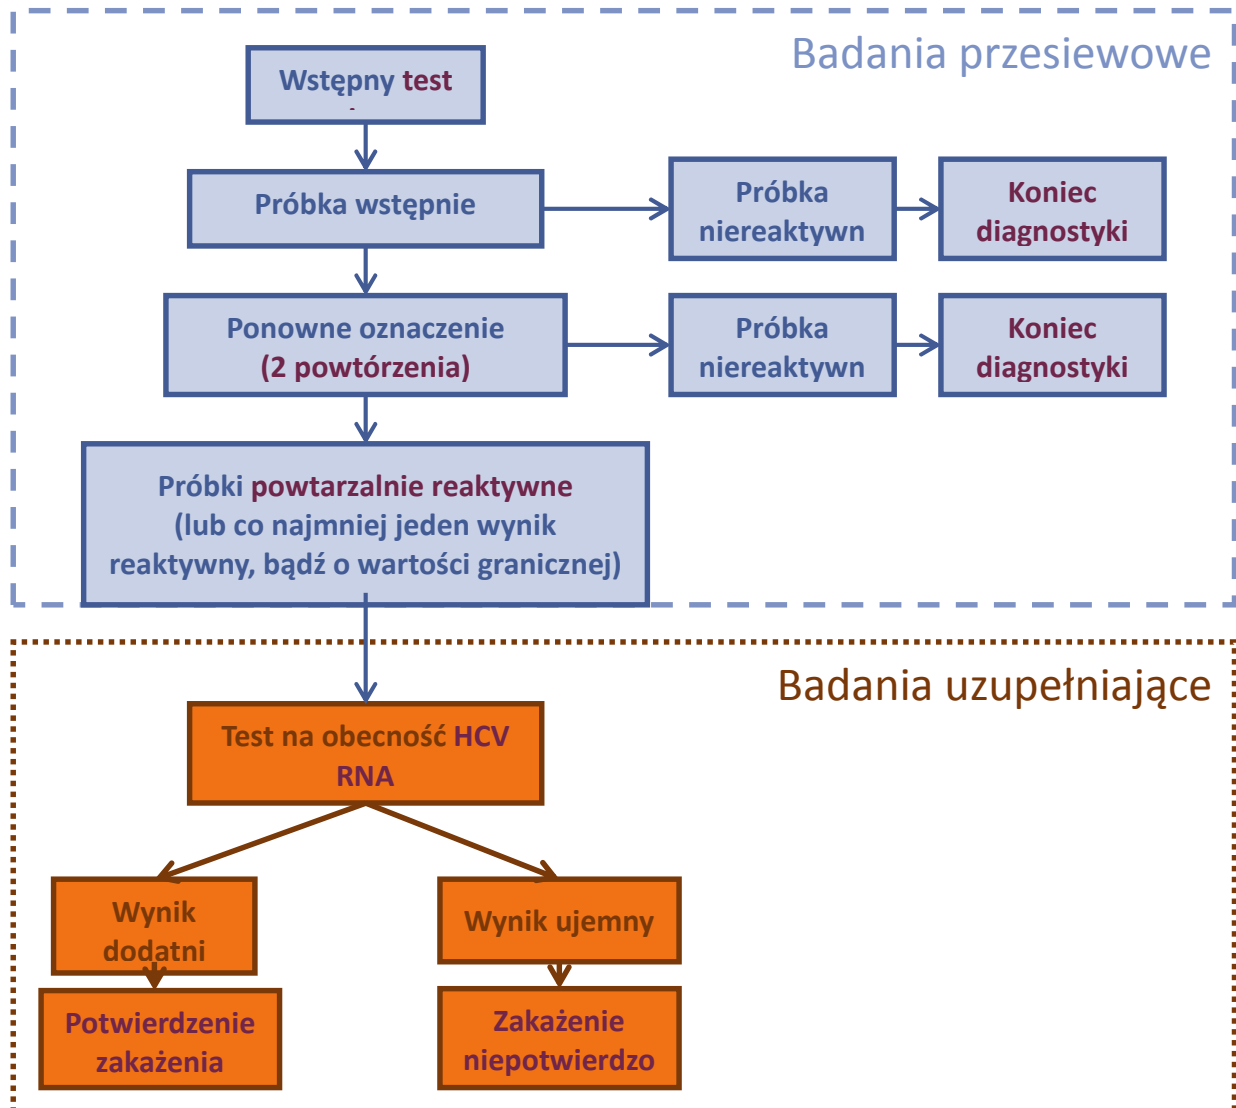 Badania przesiewowe
Wstępny test
Próbka wstępnie
Próbka
niereaktywn
Koniec
diagnostyki
Ponowne oznaczenie
(2 powtórzenia)
Próbka
niereaktywn
Koniec
diagnostyki
Próbki powtarzalnie reaktywne
(lub co najmniej jeden wynik
reaktywny, bądź o wartości granicznej)
Badania uzupełniające
Test na obecność HCV
RNA
Wynik
dodatni
Wynik ujemny
Potwierdzenie
zakażenia
Zakażenie
niepotwierdzo